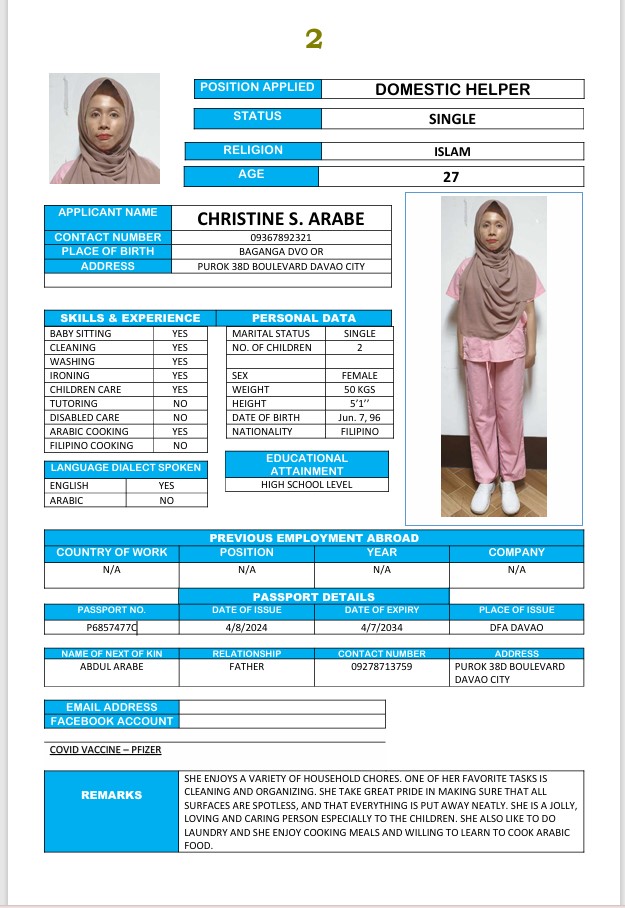 2
POSITION APPLIED DOMESTIC HELPER
STATUS SINGLE
RELIGION ISLAM
AGE 27
APPLICANT NAME CHRISTINE S. ARABE
CONTACT NUMBER 09367892321
PLACE OF BIRTH BAGANGA DVO OR
ADDRESS PUROK 38D BOULEVARD DAVAO CITY
SKILLS & EXPERIENCE PERSONAL DATA
BABY SITTING YES MARITAL STATUS SINGLE
CLEANING YES NO. OF CHILDREN 2
WASHING YES
IRONING YES SEX FEMALE
CHILDREN CARE YES WEIGHT 50 KGS
TUTORING NO HEIGHT 5'1''
DISABLED CARE NO DATE OF BIRTH Jun. 7, 96
ARABIC COOKING YES NATIONALITY FILIPINO
FILIPINO COOKING NO
LANGUAGE DIALECT SPOKEN
ENGLISH YES
ARABIC NO
EDUCATIONAL
ATTAINMENT
HIGH SCHOOL LEVEL
PREVIOUS EMPLOYMENT ABROAD
COUNTRY OF WORK POSITION YEAR COMPANY
N/A N/A N/A N/A
PASSPORT DETAILS
PASSPORT NO. DATE OF ISSUE DATE OF EXPIRY PLACE OF ISSUE
P6857477C 4/8/2024 4/7/2034 DFA DAVAO
NAME OF NEXT OF KIN RELATIONSHIP CONTACT NUMBER ADDRESS
ABDUL ARABE FATHER 09278713759 PUROK 38D BOULEVARD
DAVAO CITY
EMAIL ADDRESS
FACEBOOK ACCOUNT
COVID VACCINE – PFIZER
REMARKS
SHE ENJOYS A VARIETY OF HOUSEHOLD CHORES. ONE OF HER FAVORITE TASKS IS
CLEANING AND ORGANIZING. SHE TAKE GREAT PRIDE IN MAKING SURE THAT ALL
SURFACES ARE SPOTLESS, AND THAT EVERYTHING IS PUT AWAY NEATLY. SHE IS A JOLLY,
LOVING AND CARING PERSON ESPECIALLY TO THE CHILDREN. SHE ALSO LIKE TO DO
LAUNDRY AND SHE ENJOY COOKING MEALS AND WILLING TO LEARN TO COOK ARABIC
FOOD.